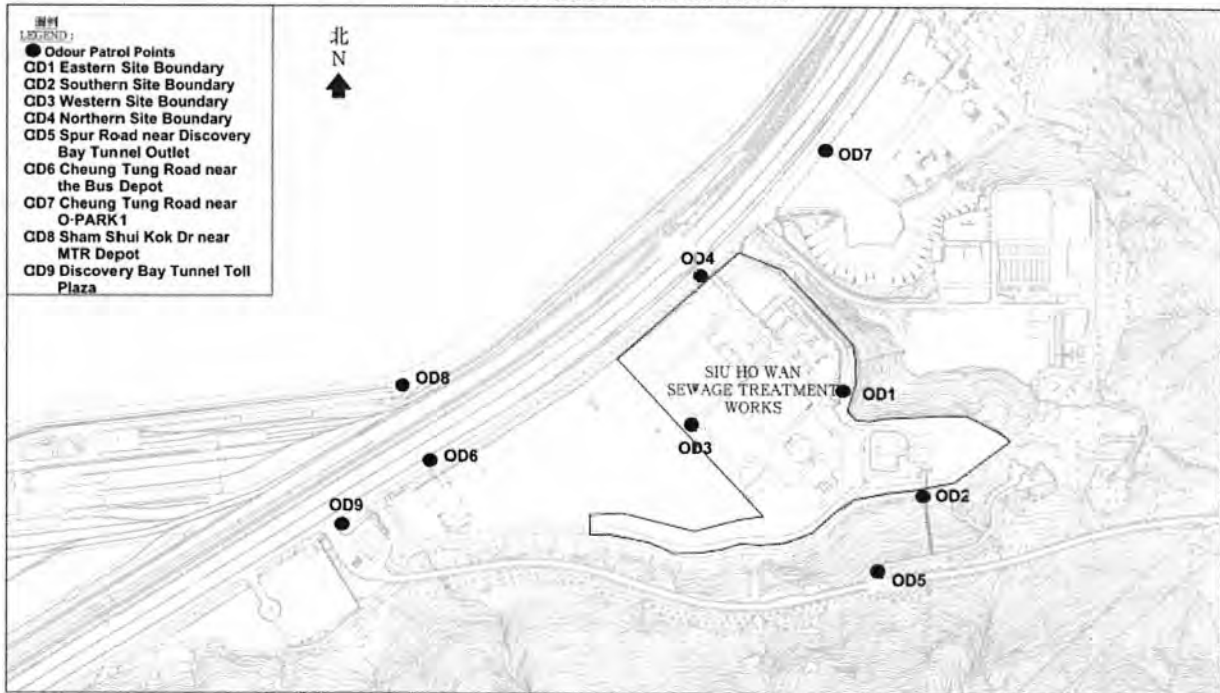 圖例
LEGEND :
Odour Patrol Points
OD1 Eastern Site Boundary
OD2 Southern Site Boundary
OD3 Western Site Boundary
OD4 Northern Site Boundary
OD5 Spur Road near Discovery
Bay Tunnel Outlet
OD6 Cheung Tung Road near
the Bus Depot
OD7 Cheung Tung Road near
O·PARK1
OD8 Sham Shui Kok Dr near
MTR Depot
OD9 Discovery Bay Tunnel Toll
Plaza
北
N
OD7
OD4
OD8
SIU HO WAN
SEWAGE TREATMENT
WORKS
OD1
OD3
OD6
OD2
OD9
OD5